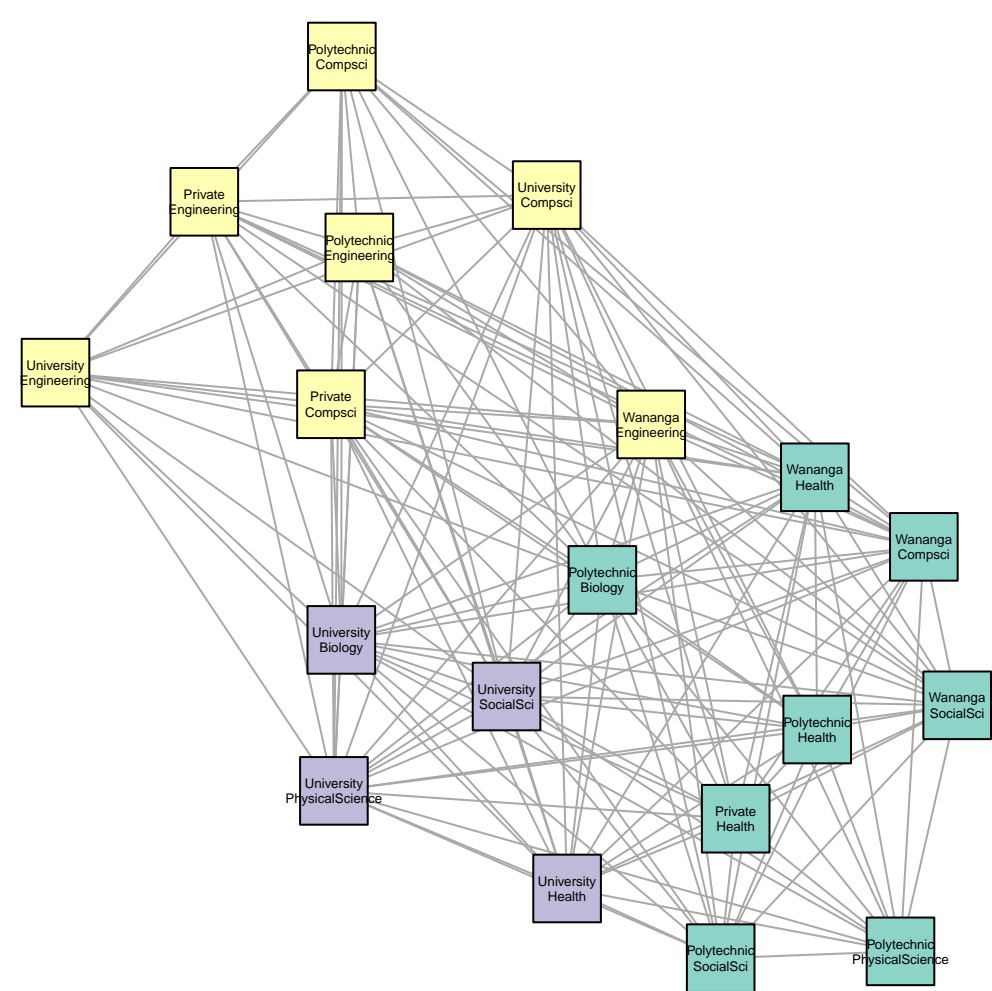 Polytechnic
Compsci
Private
Engineering
University
Compsci
Polytechnic
Engineering
University
Engineering
Private
Compsci
Wananga
Engineering
Wananga
Health
Wananga
Compsci
Polytechnic
Biology
University
Biology
University
SocialSci
Wananga
SocialSci
Polytechnic
Health
University
PhysicalScience
Private
Health
University
Health
Polytechnic
SocialSci
Polytechnic
PhysicalScience